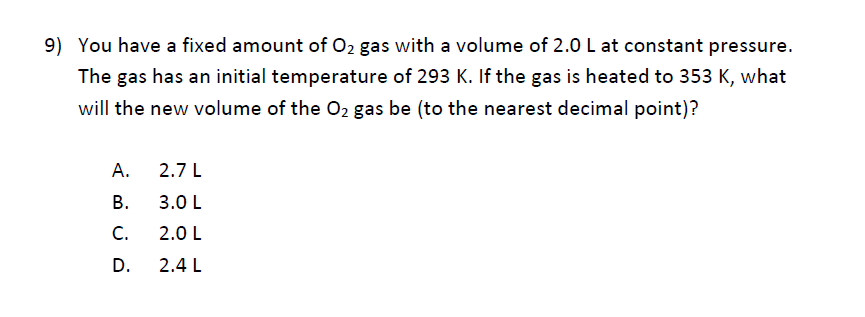 9) You have a fixed amount of O₂ gas with a volume of 2.0 L at constant pressure.
The gas has an initial temperature of 293 K. If the gas is heated to 353 K, what
will the new volume of the O₂ gas be (to the nearest decimal point)?
A. 2.7 L
B. 3.0 L
C. 2.0 L
D. 2.4 L